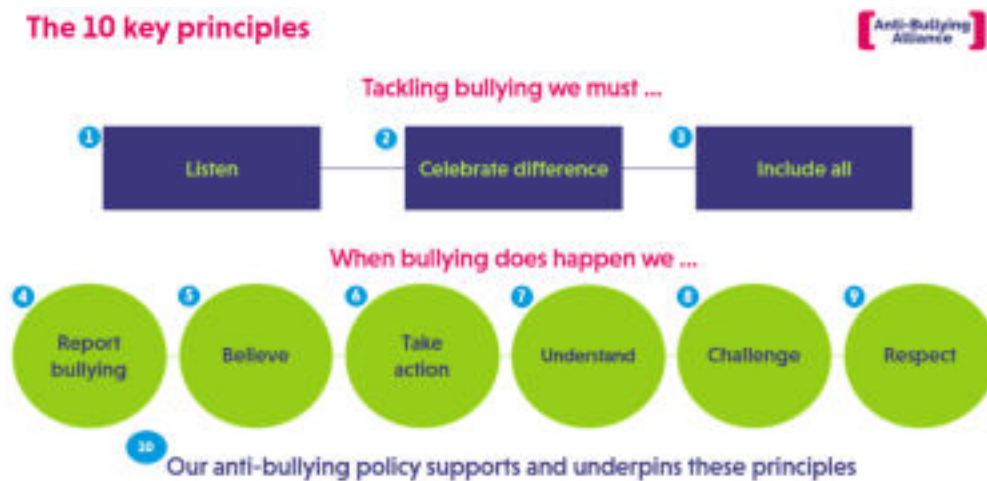 The 10 key principles
Anti-Bullying
Alliance
Tackling bullying we must ...
1
Listen
2
Celebrate difference
3
Include all
When bullying does happen we ...
4
Report
bullying
5
Believe
6
Take
action
7
Understand
8
Challenge
9
Respect
10
Our anti-bullying policy supports and underpins these principles